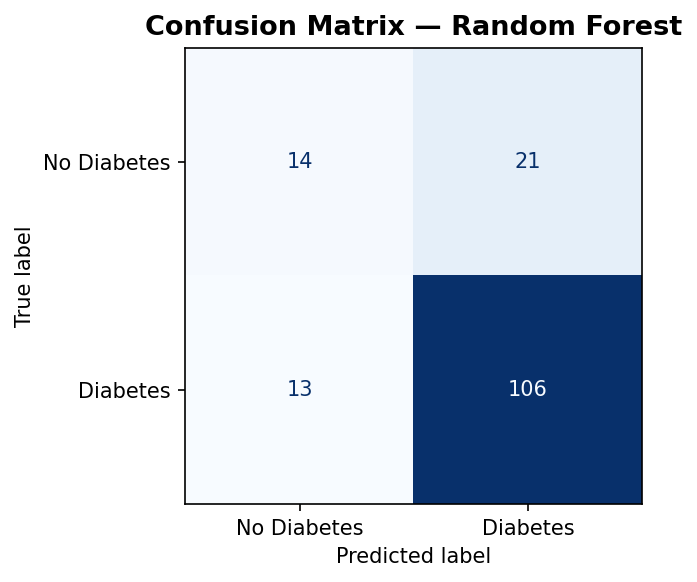 Confusion Matrix — Random Forest
True label
No Diabetes
14
21
Diabetes
13
106
No Diabetes
Diabetes
Predicted label